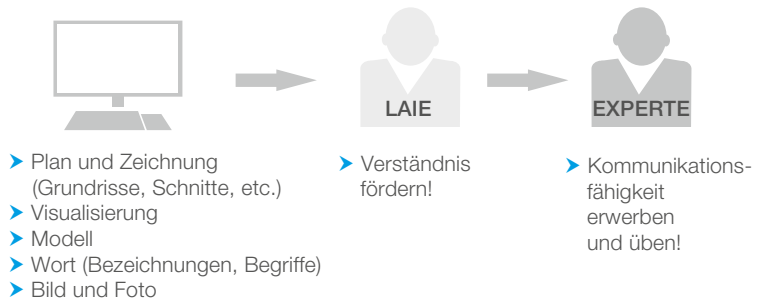 LAIE
EXPERTE
Plan und Zeichnung
(Grundrisse, Schnitte, etc.)
Visualisierung
Modell
Wort (Bezeichnungen, Begriffe)
Bild und Foto
Verständnis
fördern!
Kommunikations-
fähigkeit
erwerben
und üben!